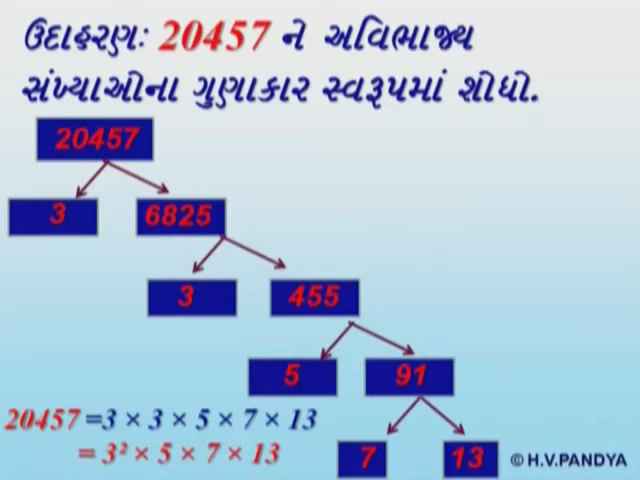 ઉદાહરણઃ 20457 ને અવિભાજ્ય
સંખ્યાઓના ગુણાકાર સ્વરૂપમાં શોધો.
20457
3 6825
3 455
5 91
20457 =3 × 3 × 5 × 7 × 13
= 3² × 5 × 7 × 13
7 13
© H.V.PANDYA